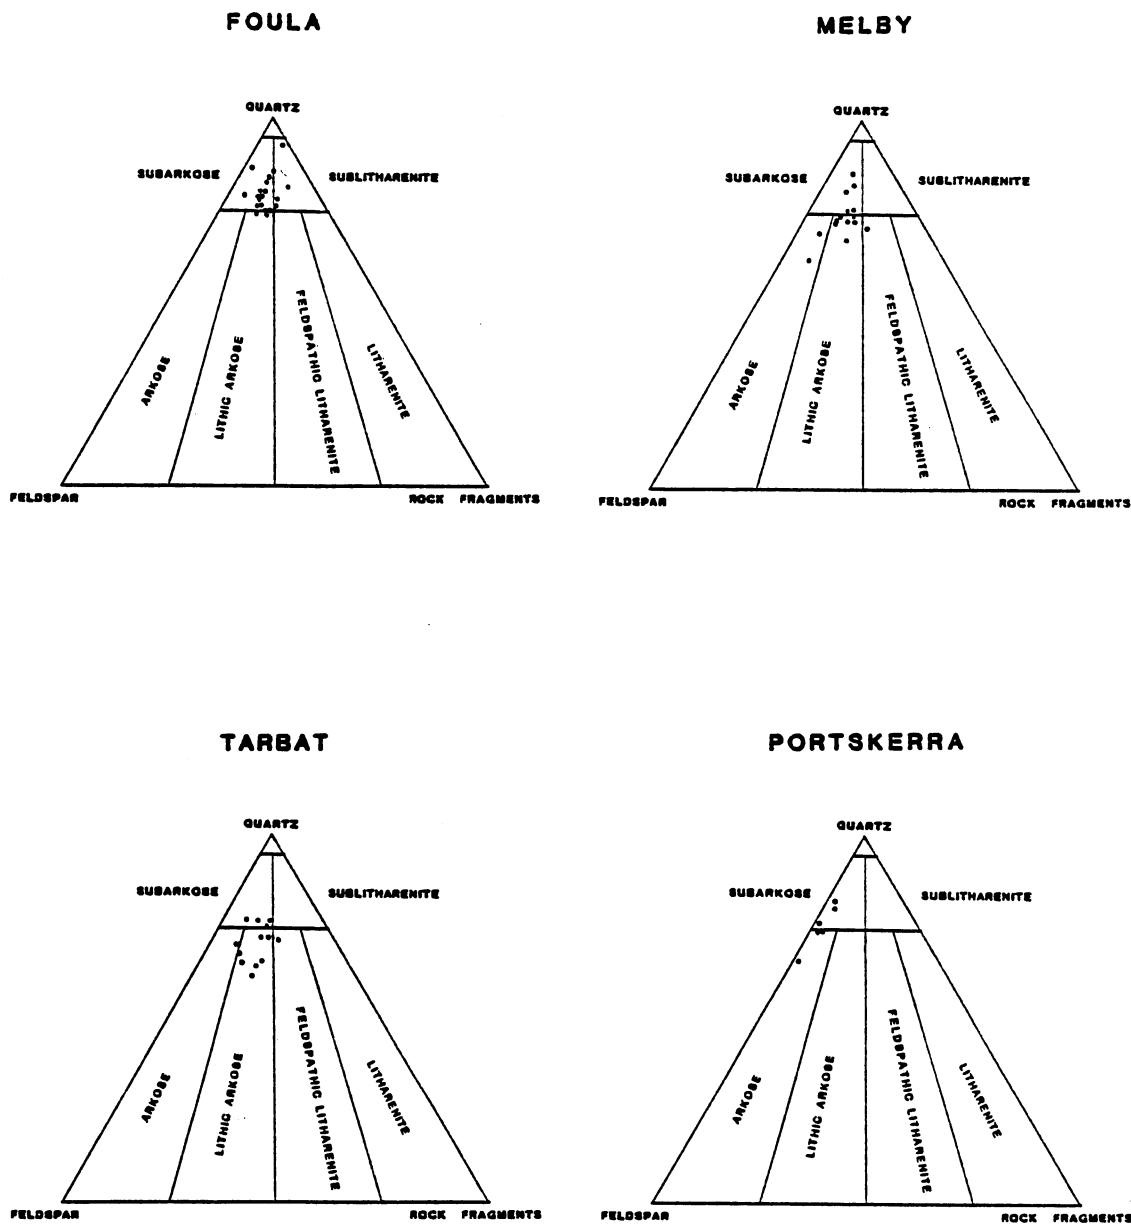 FOULA
QUARTZ
SUBARKOSE
SUBLITHARENITE
ARKOSE
LITHIC ARKOSE
FELDSPATHIC LITHARENITE
LITHARENITE
FELDSPAR
ROCK FRAGMENTS
MELBY
QUARTZ
SUBARKOSE
SUBLITHARENITE
ARKOSE
LITHIC ARKOSE
FELDSPATHIC LITHARENITE
LITHARENITE
FELDSPAR
ROCK FRAGMENTS
TARBAT
QUARTZ
SUBARKOSE
SUBLITHARENITE
ARKOSE
LITHIC ARKOSE
FELDSPATHIC LITHARENITE
LITHARENITE
FELDSPAR
ROCK FRAGMENTS
PORTSKERRA
QUARTZ
SUBARKOSE
SUBLITHARENITE
ARKOSE
LITHIC ARKOSE
FELDSPATHIC LITHARENITE
LITHARENITE
FELDSPAR
ROCK FRAGMENTS